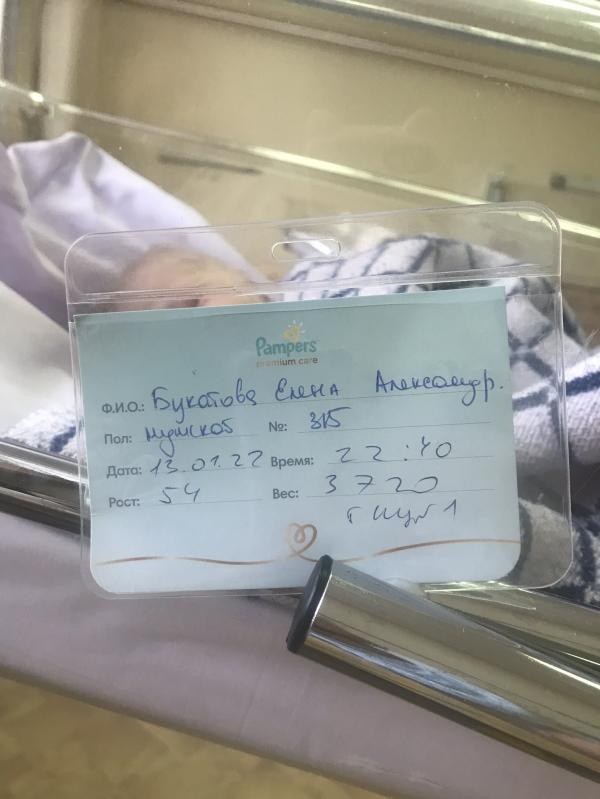 Pampers
premium care
Ф.И.О.: Букатова Елена Александр.
Пол: мужской №: 315
Дата: 13.01.22 Время: 22:40
Рост: 54 Вес: 3720